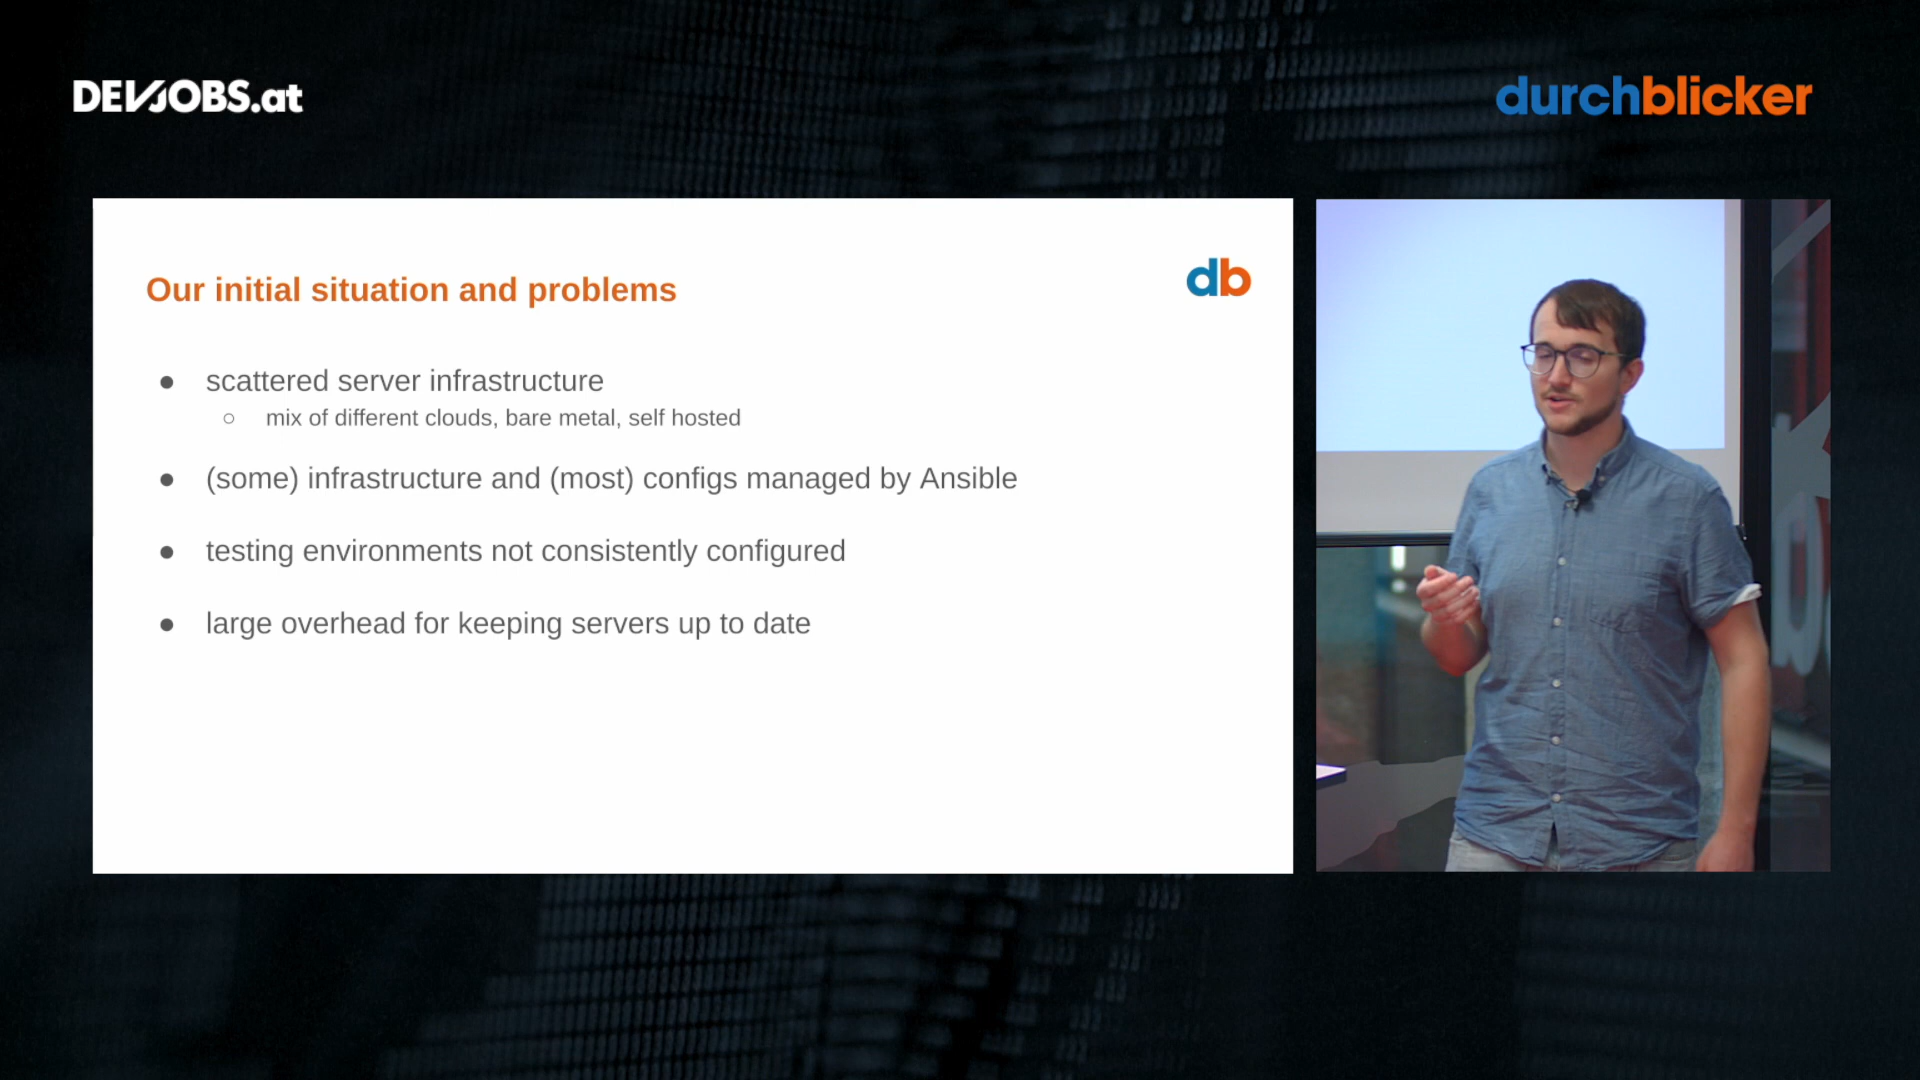 DEVJOBS.at
durchblicker
Our initial situation and problems
db
● scattered server infrastructure
○ mix of different clouds, bare metal, self hosted
● (some) infrastructure and (most) configs managed by Ansible
● testing environments not consistently configured
● large overhead for keeping servers up to date